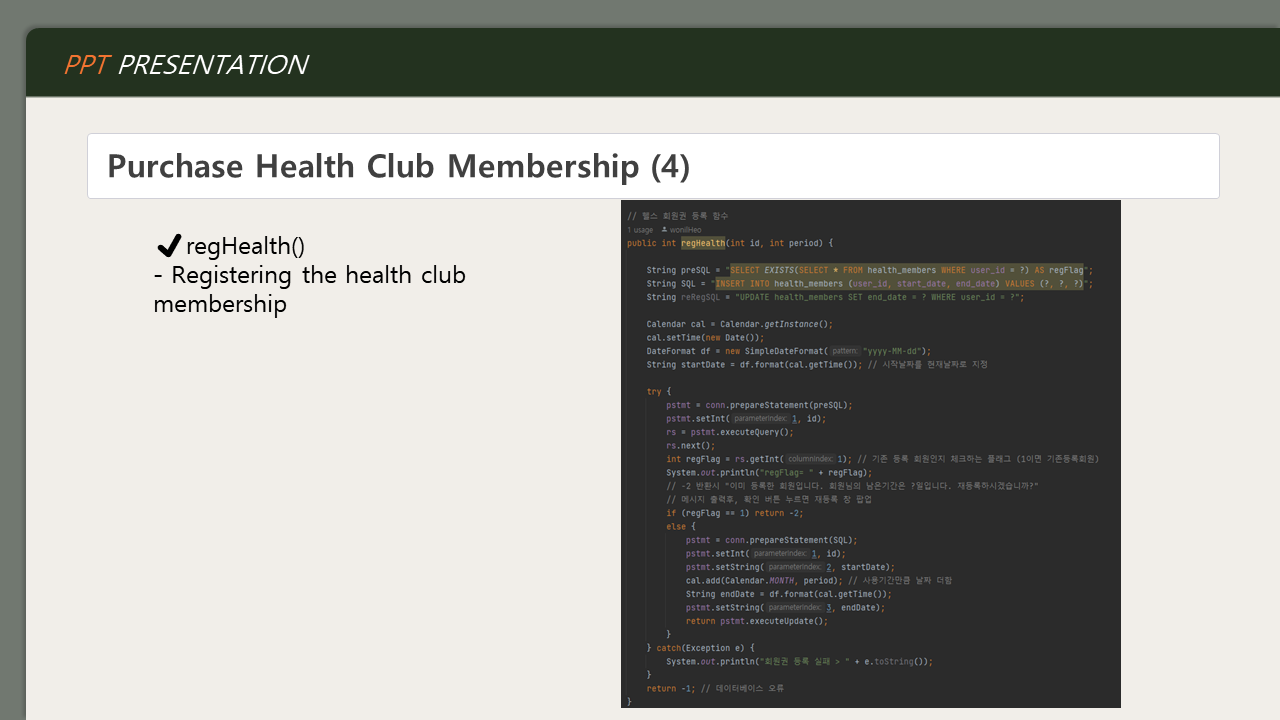 PPT PRESENTATION
Purchase Health Club Membership (4)
✔regHealth()
- Registering the health club
membership
// 헬스 회원권 등록 함수
1 usage wonilHeo
public int regHealth(int id, int period) {
String preSQL = "SELECT EXISTS(SELECT * FROM health_members WHERE user_id = ?) AS regFlag";
String SQL = "INSERT INTO health_members (user_id, start_date, end_date) VALUES (?, ?, ?)";
String reRegSQL = "UPDATE health_members SET end_date = ? WHERE user_id = ?";
Calendar cal = Calendar.getInstance();
cal.setTime(new Date());
DateFormat df = new SimpleDateFormat( pattern: "yyyy-MM-dd");
String startDate = df.format(cal.getTime()); // 시작날짜를 현재날짜로 지정
try {
pstmt = conn.prepareStatement(preSQL);
pstmt.setInt( parameterIndex: 1, id);
rs = pstmt.executeQuery();
rs.next();
int regFlag = rs.getInt( columnIndex: 1); // 기존 등록 회원인지 체크하는 플래그 (1이면 기존등록회원)
System.out.println("regFlag= " + regFlag);
// -2 반환시 "이미 등록한 회원입니다. 회원님의 남은기간은 ?일입니다. 재등록하시겠습니까?"
// 메시지 출력후, 확인 버튼 누르면 재등록 창 팝업
if (regFlag == 1) return -2;
else {
pstmt = conn.prepareStatement(SQL);
pstmt.setInt( parameterIndex: 1, id);
pstmt.setString( parameterIndex: 2, startDate);
cal.add(Calendar.MONTH, period); // 사용기간만큼 날짜 더함
String endDate = df.format(cal.getTime());
pstmt.setString( parameterIndex: 3, endDate);
return pstmt.executeUpdate();
}
} catch(Exception e) {
System.out.println("회원권 등록 실패 > " + e.toString());
}
return -1; // 데이터베이스 오류
}